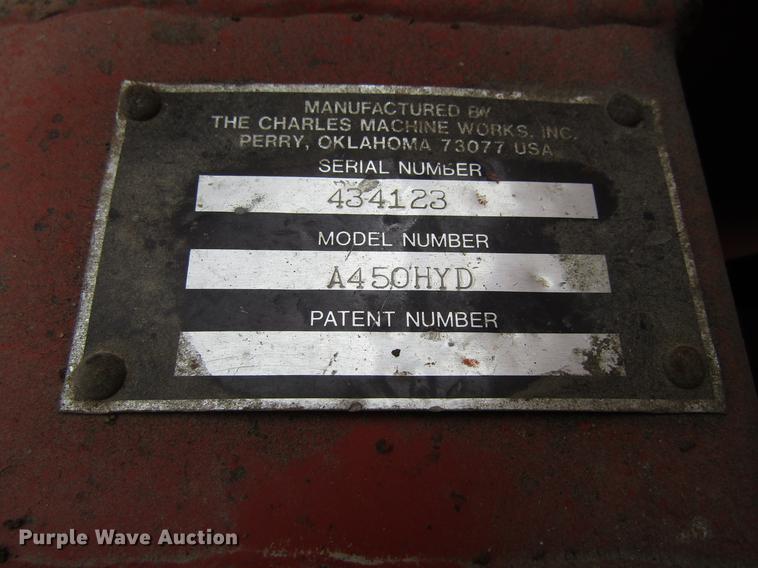 MANUFACTURED BY
THE CHARLES MACHINE WORKS, INC.
PERRY, OKLAHOMA 73077 USA
SERIAL NUMBER
434123
MODEL NUMBER
A450HYD
PATENT NUMBER
Purple Wave Auction